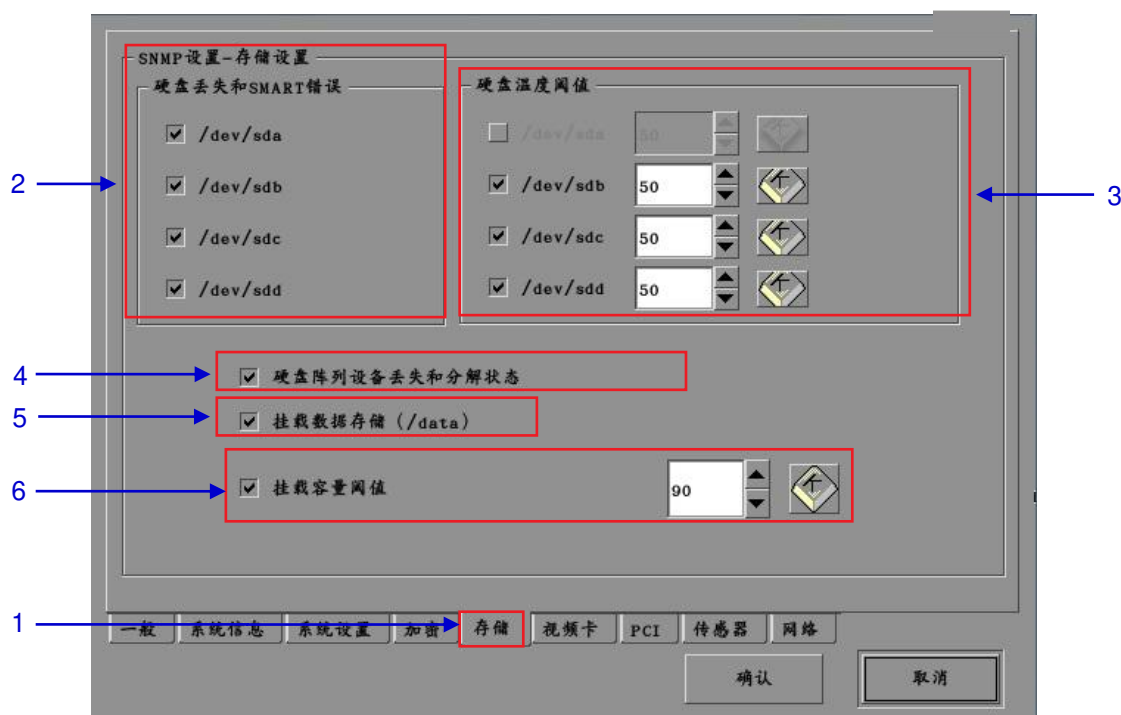 SNMP设置-存储设置
硬盘丢失和SMART错误
/dev/sda
/dev/sdb
/dev/sdc
/dev/sdd
硬盘温度阈值
/dev/sda 50
/dev/sdb 50
/dev/sdc 50
/dev/sdd 50
2
3
4
硬盘阵列设备丢失和分解状态
5
挂载数据存储 (/data)
6
挂载容量阈值 90
1
一般 系统信息 系统设置 加密 存储 视频卡 PCI 传感器 网络
确认 取消